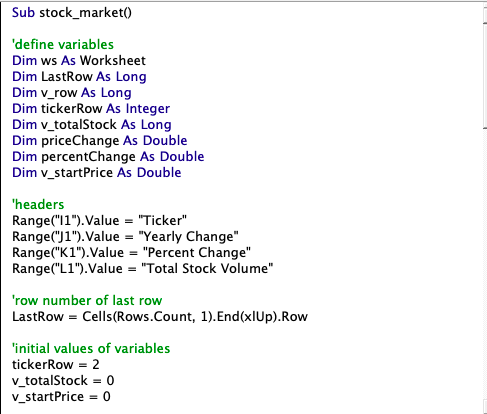 Sub stock_market()
'define variables
Dim ws As Worksheet
Dim LastRow As Long
Dim v_row As Long
Dim tickerRow As Integer
Dim v_totalStock As Long
Dim priceChange As Double
Dim percentChange As Double
Dim v_startPrice As Double
'headers
Range("I1").Value = "Ticker"
Range("J1").Value = "Yearly Change"
Range("K1").Value = "Percent Change"
Range("L1").Value = "Total Stock Volume"
'row number of last row
LastRow = Cells(Rows.Count, 1).End(xlUp).Row
'initial values of variables
tickerRow = 2
v_totalStock = 0
v_startPrice = 0